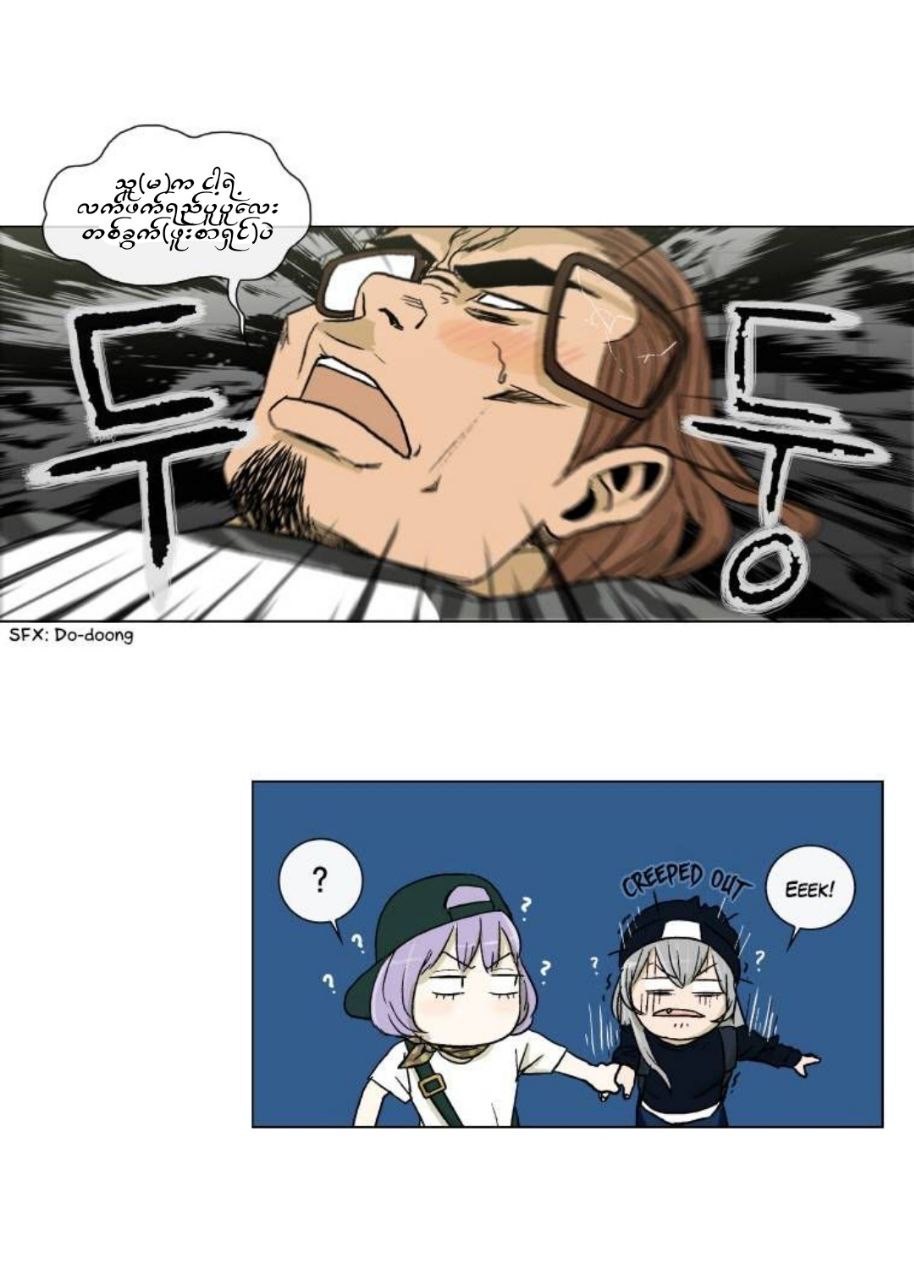 သူ(မ)က ငါ့ရဲ့
လက်ဖက်ရည်ပူပူလေး
တစ်ခွက်(ဖူးစာရှင်)ပဲ
두
둥
SFX: Do-doong
?
CREEPED OUT
EEEK!
?
?
?
?
?
?